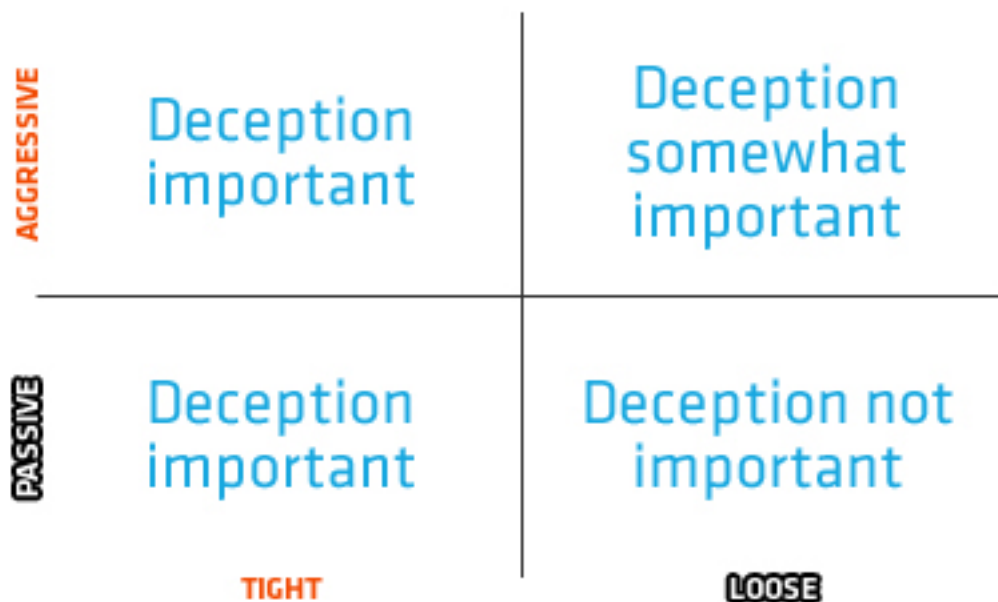 AGGRESSIVE
Deception
important
Deception
somewhat
important
PASSIVE
Deception
important
Deception not
important
TIGHT
LOOSE